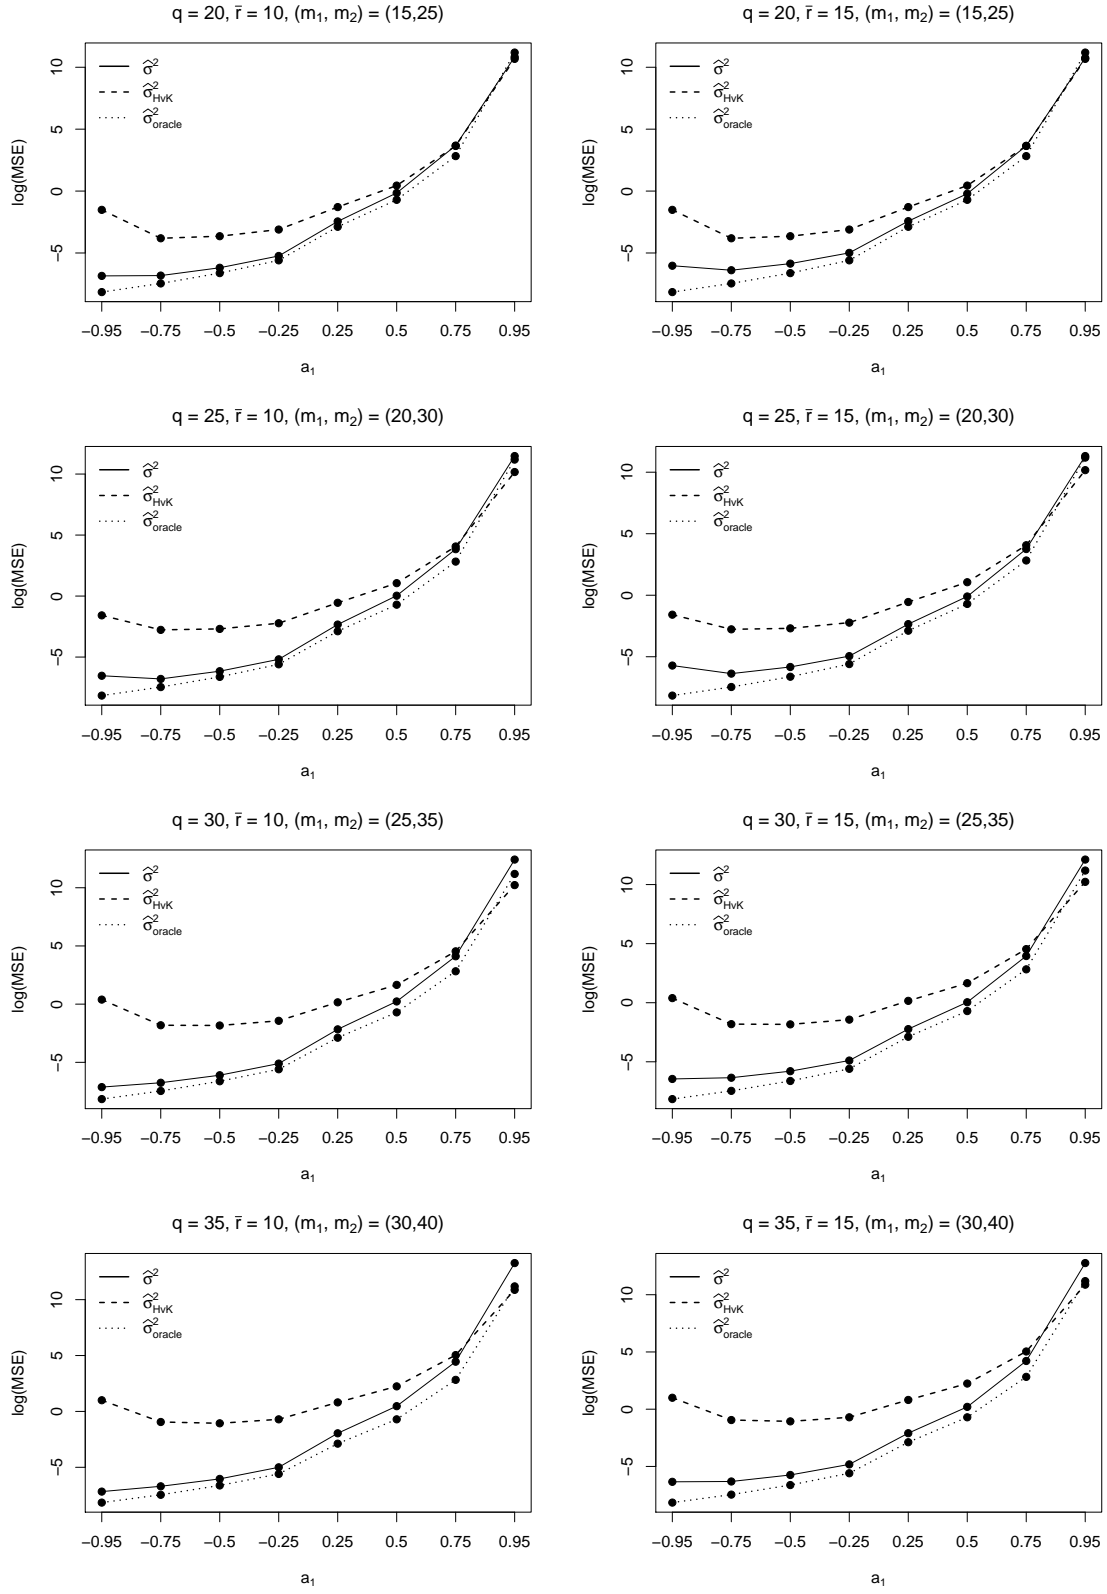 q = 20, r̄ = 10, (m₁, m₂) = (15,25)
log(MSE)
10
5
0
−5
σ̂²
σ̂²HvK
σ̂²oracle
−0.95 −0.75 −0.5 −0.25 0.25 0.5 0.75 0.95
a₁
q = 20, r̄ = 15, (m₁, m₂) = (15,25)
log(MSE)
10
5
0
−5
σ̂²
σ̂²HvK
σ̂²oracle
−0.95 −0.75 −0.5 −0.25 0.25 0.5 0.75 0.95
a₁
q = 25, r̄ = 10, (m₁, m₂) = (20,30)
log(MSE)
10
5
0
−5
σ̂²
σ̂²HvK
σ̂²oracle
−0.95 −0.75 −0.5 −0.25 0.25 0.5 0.75 0.95
a₁
q = 25, r̄ = 15, (m₁, m₂) = (20,30)
log(MSE)
10
5
0
−5
σ̂²
σ̂²HvK
σ̂²oracle
−0.95 −0.75 −0.5 −0.25 0.25 0.5 0.75 0.95
a₁
q = 30, r̄ = 10, (m₁, m₂) = (25,35)
log(MSE)
10
5
0
−5
σ̂²
σ̂²HvK
σ̂²oracle
−0.95 −0.75 −0.5 −0.25 0.25 0.5 0.75 0.95
a₁
q = 30, r̄ = 15, (m₁, m₂) = (25,35)
log(MSE)
10
5
0
−5
σ̂²
σ̂²HvK
σ̂²oracle
−0.95 −0.75 −0.5 −0.25 0.25 0.5 0.75 0.95
a₁
q = 35, r̄ = 10, (m₁, m₂) = (30,40)
log(MSE)
10
5
0
−5
σ̂²
σ̂²HvK
σ̂²oracle
−0.95 −0.75 −0.5 −0.25 0.25 0.5 0.75 0.95
a₁
q = 35, r̄ = 15, (m₁, m₂) = (30,40)
log(MSE)
10
5
0
−5
σ̂²
σ̂²HvK
σ̂²oracle
−0.95 −0.75 −0.5 −0.25 0.25 0.5 0.75 0.95
a₁